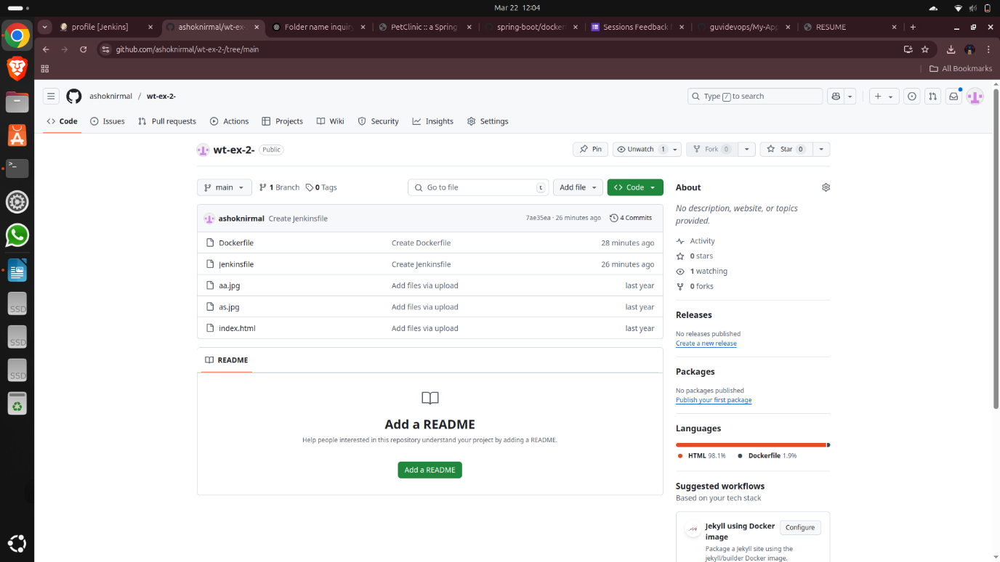 Mar 22 12:04
profile [Jenkins]
ashoknirmal/wt-ex-
Folder name inquiry
PetClinic :: a Spring
spring-boot/docker
Sessions Feedback
guvidevops/My-App
RESUME
github.com/ashoknirmal/wt-ex-2-/tree/main
All Bookmarks
ashoknirmal / wt-ex-2-
Type / to search
Code
Issues
Pull requests
Actions
Projects
Wiki
Security
Insights
Settings
wt-ex-2- Public
Pin
Unwatch 1
Fork 0
Star 0
main
1 Branch
0 Tags
Go to file t
Add file
Code
ashoknirmal Create Jenkinsfile 7ae35ea · 26 minutes ago 4 Commits
Dockerfile Create Dockerfile 28 minutes ago
Jenkinsfile Create Jenkinsfile 26 minutes ago
aa.jpg Add files via upload last year
as.jpg Add files via upload last year
index.html Add files via upload last year
README
Add a README
Help people interested in this repository understand your project by adding a README.
Add a README
About
No description, website, or topics
provided.
Activity
0 stars
1 watching
0 forks
Releases
No releases published
Create a new release
Packages
No packages published
Publish your first package
Languages
HTML 98.1% Dockerfile 1.9%
Suggested workflows
Based on your tech stack
Jekyll using Docker
image
Configure
Package a Jekyll site using the
jekyll/builder Docker image.
SSD
SSD
SSD